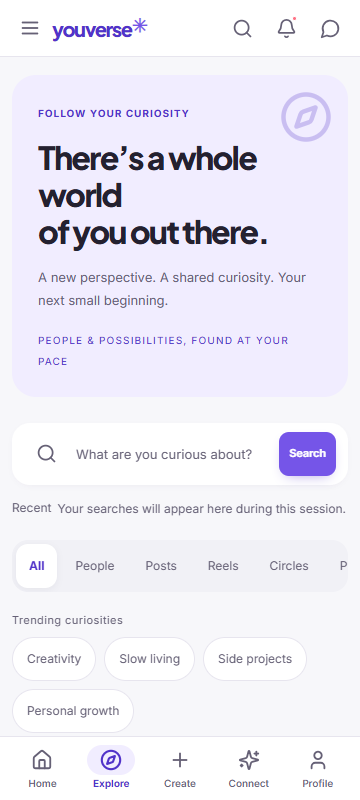 youverse
FOLLOW YOUR CURIOSITY
There’s a whole
world
of you out there.
A new perspective. A shared curiosity. Your
next small beginning.
PEOPLE & POSSIBILITIES, FOUND AT YOUR
PACE
What are you curious about? Search
Recent Your searches will appear here during this session.
All People Posts Reels Circles P
Trending curiosities
Creativity Slow living Side projects
Personal growth
Home Explore Create Connect Profile